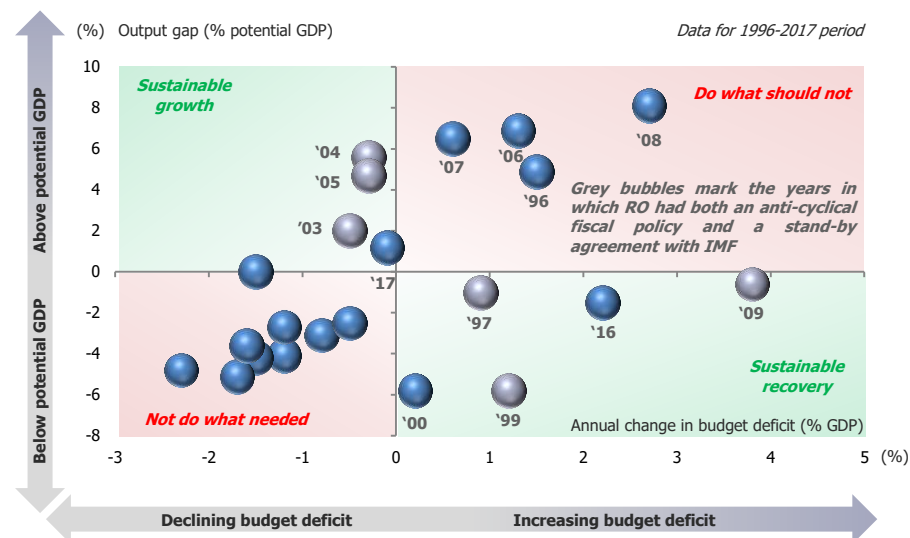 (%) Output gap (% potential GDP)
Data for 1996-2017 period
Above potential GDP
Below potential GDP
10
8
6
4
2
0
-2
-4
-6
-8
Sustainable
growth
Do what should not
‘04
‘05
’03
‘17
‘07
‘06
‘96
‘08
Grey bubbles mark the years in
which RO had both an anti-cyclical
fiscal policy and a stand-by
agreement with IMF
‘97
‘16
‘09
‘00
‘99
Sustainable
recovery
Not do what needed
Annual change in budget deficit (% GDP)
-3 -2 -1 0 1 2 3 4 5 (%)
Declining budget deficit
Increasing budget deficit